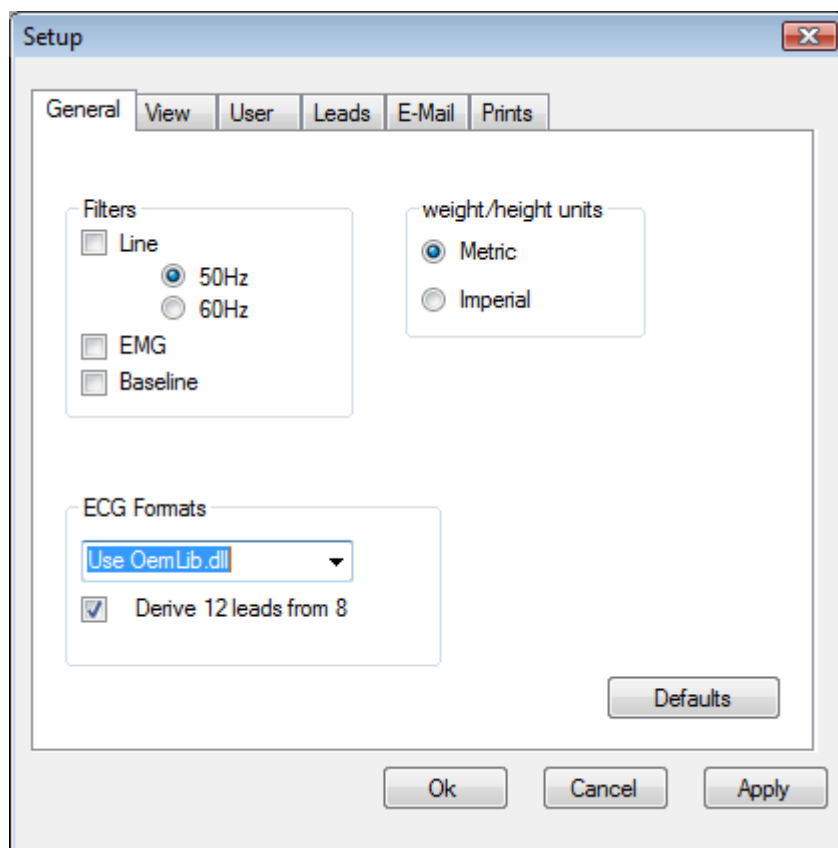 Setup
General View User Leads E-Mail Prints
Filters
Line
50Hz
60Hz
EMG
Baseline
weight/height units
Metric
Imperial
ECG Formats
Use OemLib.dll
Derive 12 leads from 8
Defaults
Ok Cancel Apply